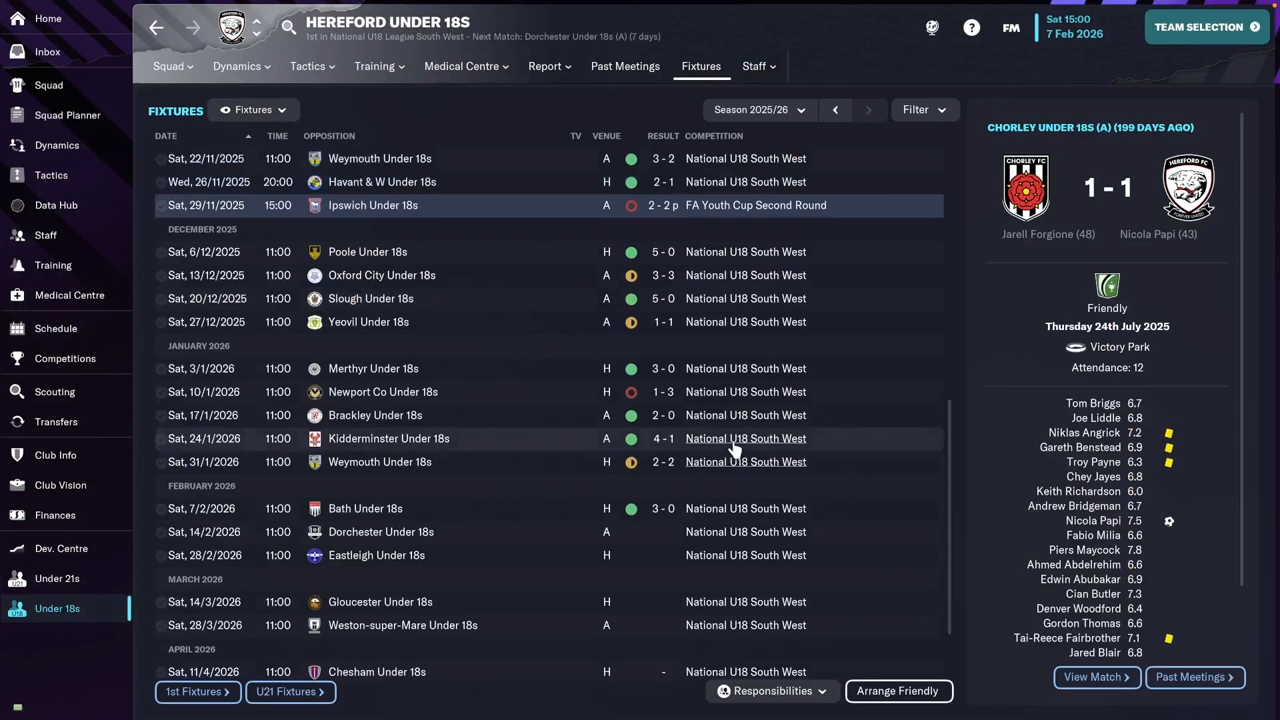 Home
Inbox
Squad
Squad Planner
Dynamics
Tactics
Data Hub
Staff
Training
Medical Centre
Schedule
Competitions
Scouting
Transfers
Club Info
Club Vision
Finances
Dev. Centre
U21 Under 21s
U18 Under 18s
HEREFORD UNDER 18S
1st in National U18 League South West - Next Match: Dorchester Under 18s (A) (7 days)
? FM Sat 15:00
7 Feb 2026
TEAM SELECTION
Squad Dynamics Tactics Training Medical Centre Report Past Meetings Fixtures Staff
FIXTURES Fixtures Season 2025/26 Filter
DATE TIME OPPOSITION TV VENUE RESULT COMPETITION
Sat, 22/11/2025 11:00 Weymouth Under 18s A 3 - 2 National U18 South West
Wed, 26/11/2025 20:00 Havant & W Under 18s H 2 - 1 National U18 South West
Sat, 29/11/2025 15:00 Ipswich Under 18s A 2 - 2 p FA Youth Cup Second Round
DECEMBER 2025
Sat, 6/12/2025 11:00 Poole Under 18s H 5 - 0 National U18 South West
Sat, 13/12/2025 11:00 Oxford City Under 18s A 3 - 3 National U18 South West
Sat, 20/12/2025 11:00 Slough Under 18s A 5 - 0 National U18 South West
Sat, 27/12/2025 11:00 Yeovil Under 18s A 1 - 1 National U18 South West
JANUARY 2026
Sat, 3/1/2026 11:00 Merthyr Under 18s H 3 - 0 National U18 South West
Sat, 10/1/2026 11:00 Newport Co Under 18s H 1 - 3 National U18 South West
Sat, 17/1/2026 11:00 Brackley Under 18s A 2 - 0 National U18 South West
Sat, 24/1/2026 11:00 Kidderminster Under 18s A 4 - 1 National U18 South West
Sat, 31/1/2026 11:00 Weymouth Under 18s H 2 - 2 National U18 South West
FEBRUARY 2026
Sat, 7/2/2026 11:00 Bath Under 18s H 3 - 0 National U18 South West
Sat, 14/2/2026 11:00 Dorchester Under 18s A National U18 South West
Sat, 28/2/2026 11:00 Eastleigh Under 18s H National U18 South West
MARCH 2026
Sat, 14/3/2026 11:00 Gloucester Under 18s H National U18 South West
Sat, 28/3/2026 11:00 Weston-super-Mare Under 18s A National U18 South West
APRIL 2026
Sat, 11/4/2026 11:00 Chesham Under 18s H - National U18 South West
1st Fixtures U21 Fixtures Responsibilities Arrange Friendly
CHORLEY UNDER 18S (A) (199 DAYS AGO)
1 - 1
Jarell Forgione (48) Nicola Papi (43)
Friendly
Thursday 24th July 2025
Victory Park
Attendance: 12
Tom Briggs 6.7
Joe Liddle 6.8
Niklas Angrick 7.2
Gareth Benstead 6.9
Troy Payne 6.3
Chey Jayes 6.8
Keith Richardson 6.0
Andrew Bridgeman 6.7
Nicola Papi 7.5
Fabio Milia 6.6
Piers Maycock 7.8
Ahmed Abdelrehim 6.6
Edwin Abubakar 6.9
Cian Butler 7.3
Denver Woodford 6.4
Gordon Thomas 6.6
Tai-Reece Fairbrother 7.1
Jared Blair 6.8
View Match Past Meetings